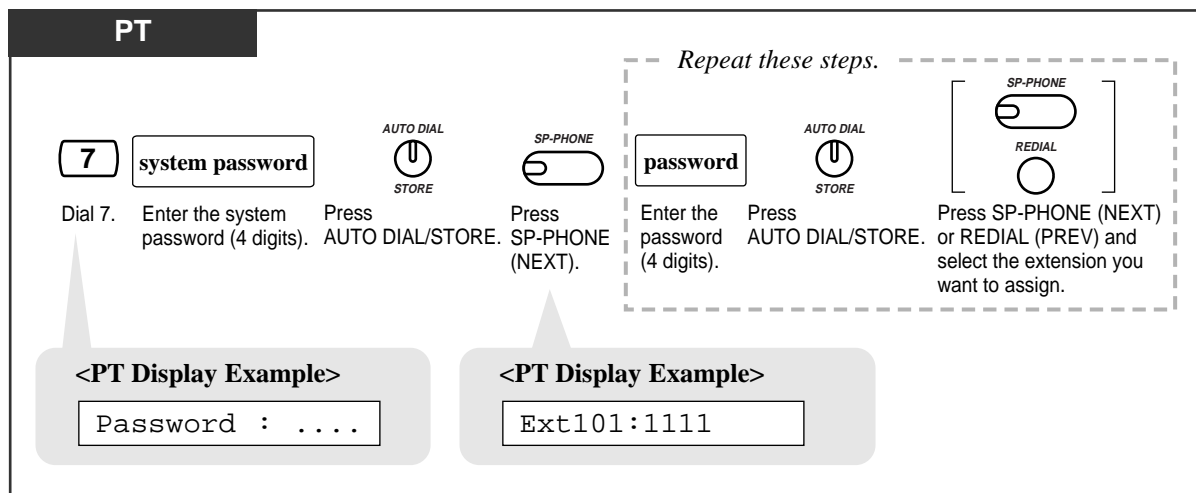 PT
Repeat these steps.
SP-PHONE
REDIAL
7
system password
AUTO DIAL
STORE
SP-PHONE
password
AUTO DIAL
STORE
Dial 7.
Enter the system
password (4 digits).
Press
AUTO DIAL/STORE.
Press
SP-PHONE
(NEXT).
Enter the
password
(4 digits).
Press
AUTO DIAL/STORE.
Press SP-PHONE (NEXT)
or REDIAL (PREV) and
select the extension you
want to assign.
<PT Display Example>
Password : ....
<PT Display Example>
Ext101:1111